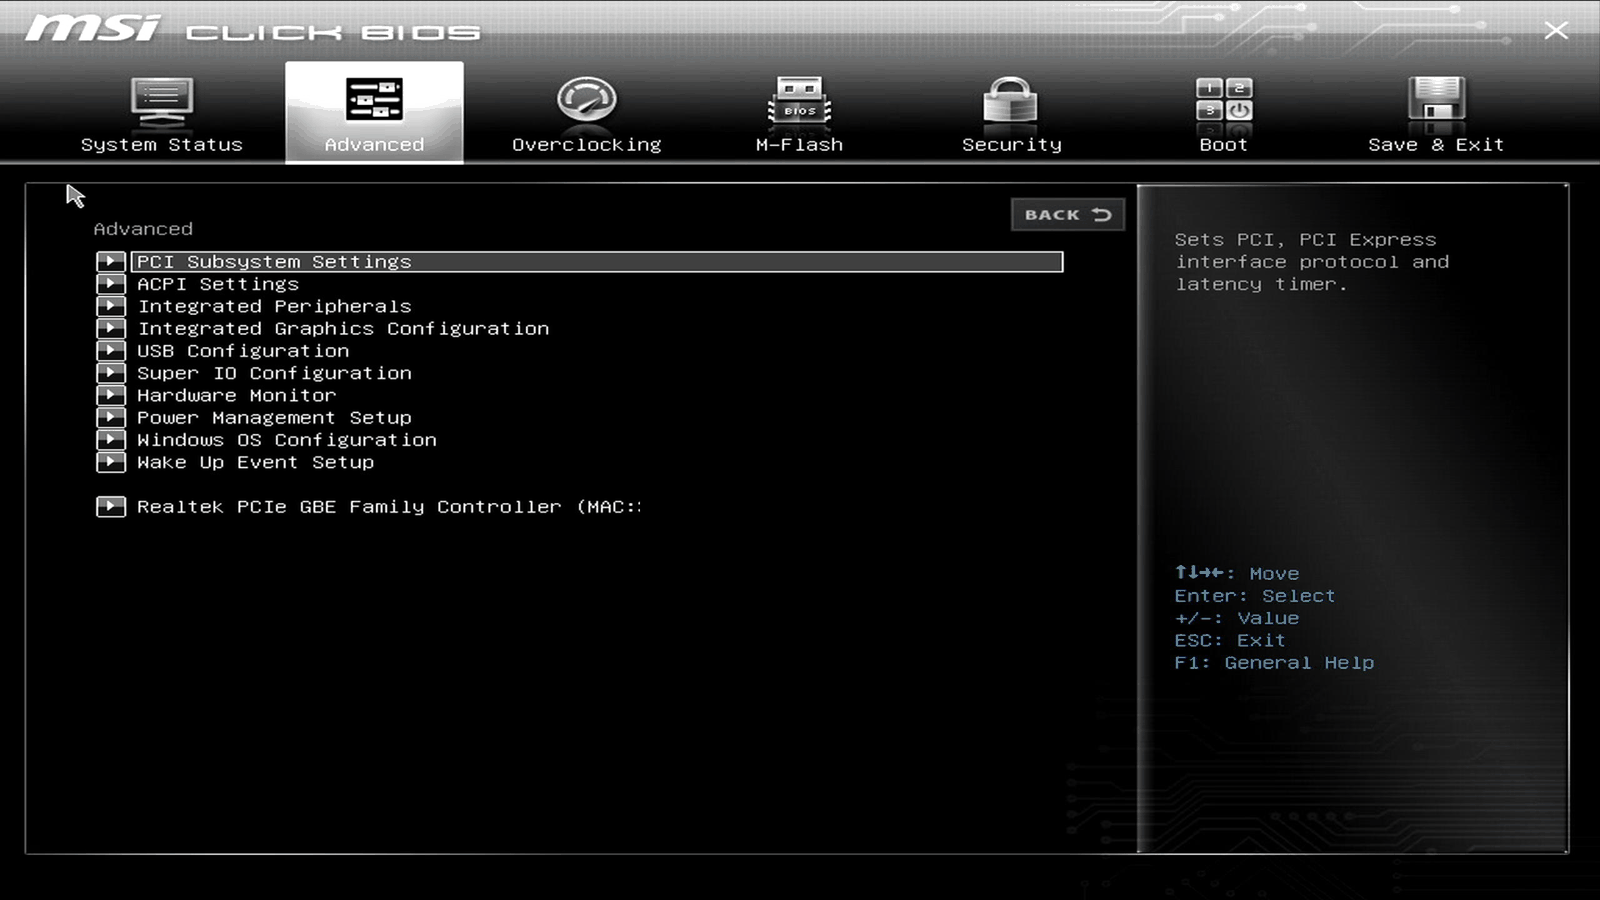 msi CLICK BIOS
System Status
Advanced
Overclocking
BIOS
M-Flash
Security
1 2
3
Boot
Save & Exit
BACK
Advanced
PCI Subsystem Settings
ACPI Settings
Integrated Peripherals
Integrated Graphics Configuration
USB Configuration
Super IO Configuration
Hardware Monitor
Power Management Setup
Windows OS Configuration
Wake Up Event Setup
Realtek PCIe GBE Family Controller (MAC:
Sets PCI, PCI Express
interface protocol and
latency timer.
↑↓→←: Move
Enter: Select
+/-: Value
ESC: Exit
F1: General Help